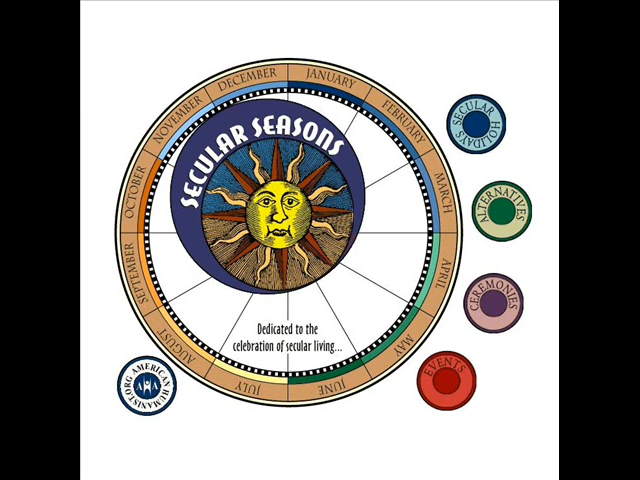 SECULAR SEASONS
JANUARY
FEBRUARY
MARCH
APRIL
MAY
JUNE
JULY
AUGUST
SEPTEMBER
OCTOBER
NOVEMBER
DECEMBER
Dedicated to the
celebration of secular living...
SECULAR HOLIDAYS
ALTERNATIVES
CEREMONIES
EVENTS
AMERICANHUMANIST.ORG
AHA